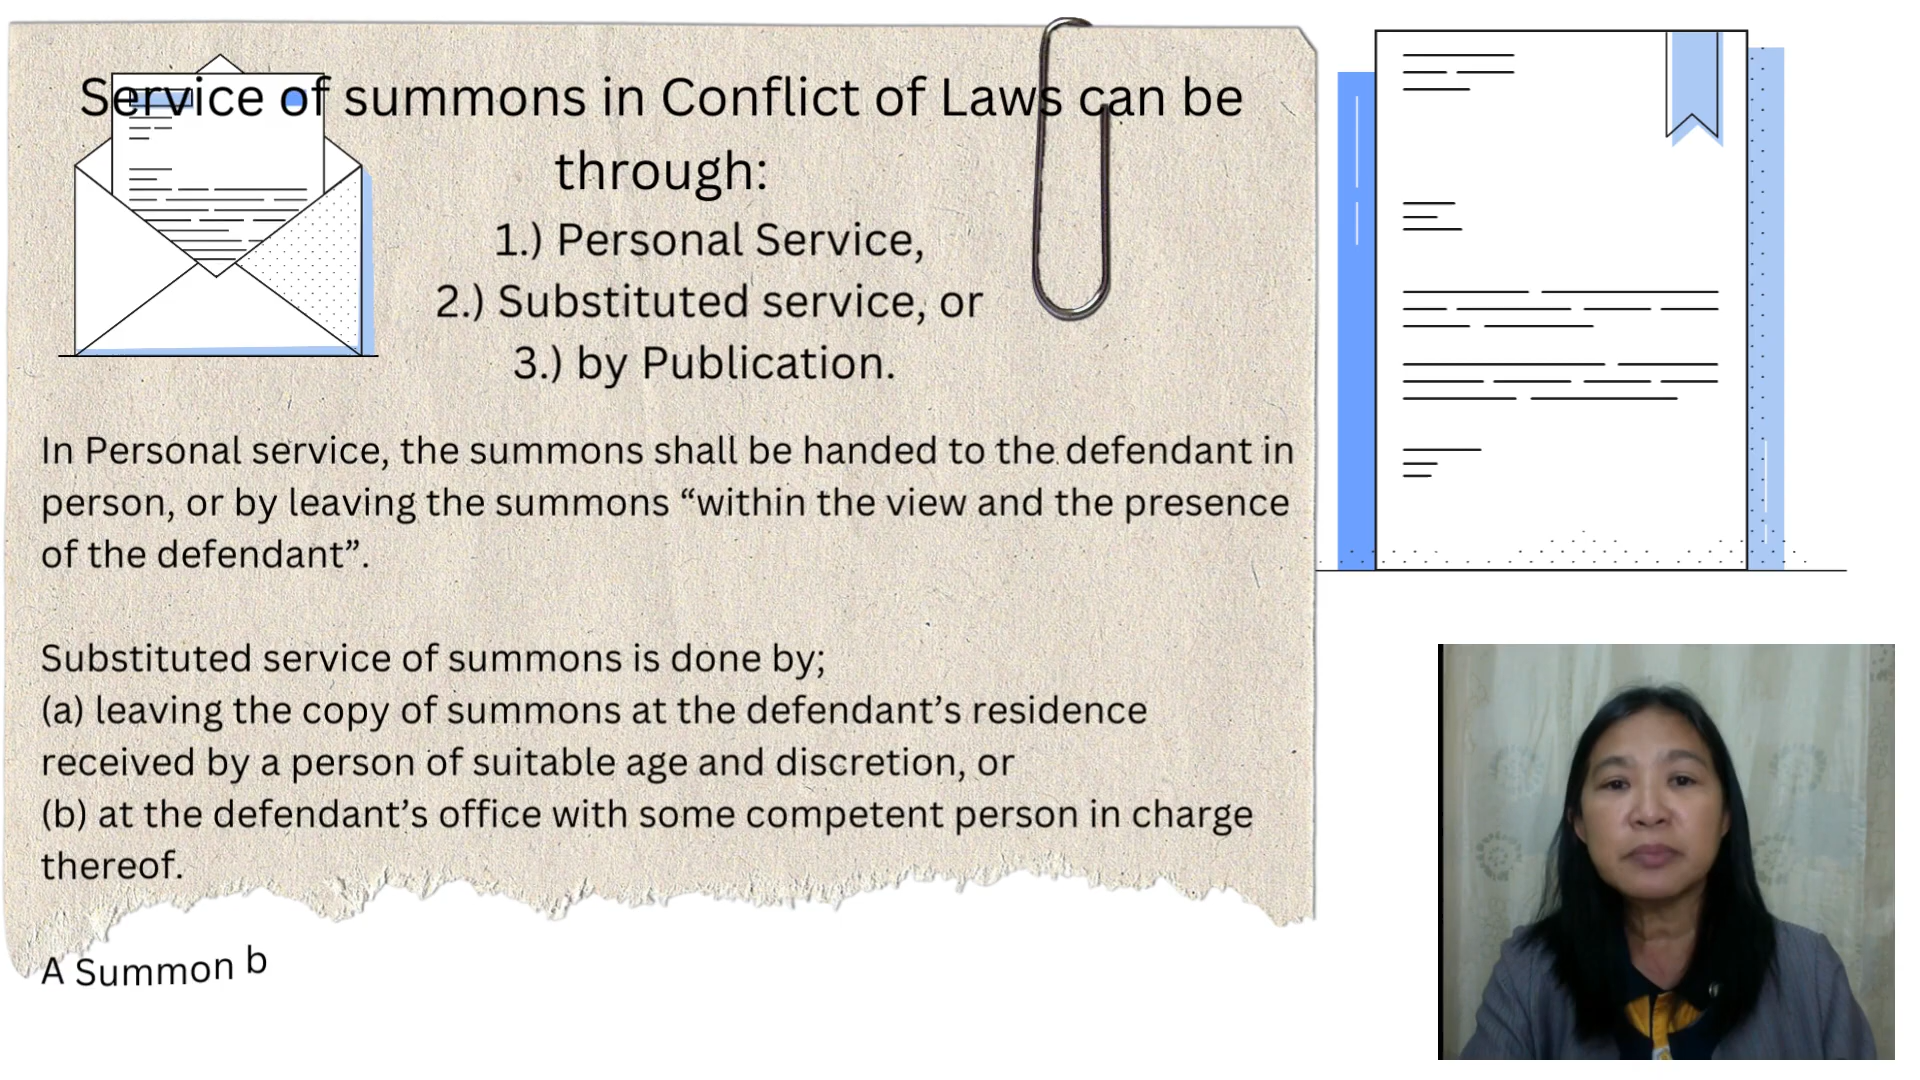 Service of summons in Conflict of Laws can be
through:
1.) Personal Service,
2.) Substituted service, or
3.) by Publication.
In Personal service, the summons shall be handed to the defendant in
person, or by leaving the summons “within the view and the presence
of the defendant”.
Substituted service of summons is done by;
(a) leaving the copy of summons at the defendant’s residence
received by a person of suitable age and discretion, or
(b) at the defendant’s office with some competent person in charge
thereof.
A Summon b